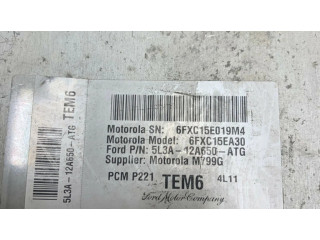 TEM6
5L3A-12A650-ATG
Motorola SN: 6FXC15E019M4
Motorola Model: 6FXC15EA30
Ford P/N: 5L3A-12A650-ATG
Supplier: Motorola M799G
PCM P221 TEM6 4L11
Ford Motor Company